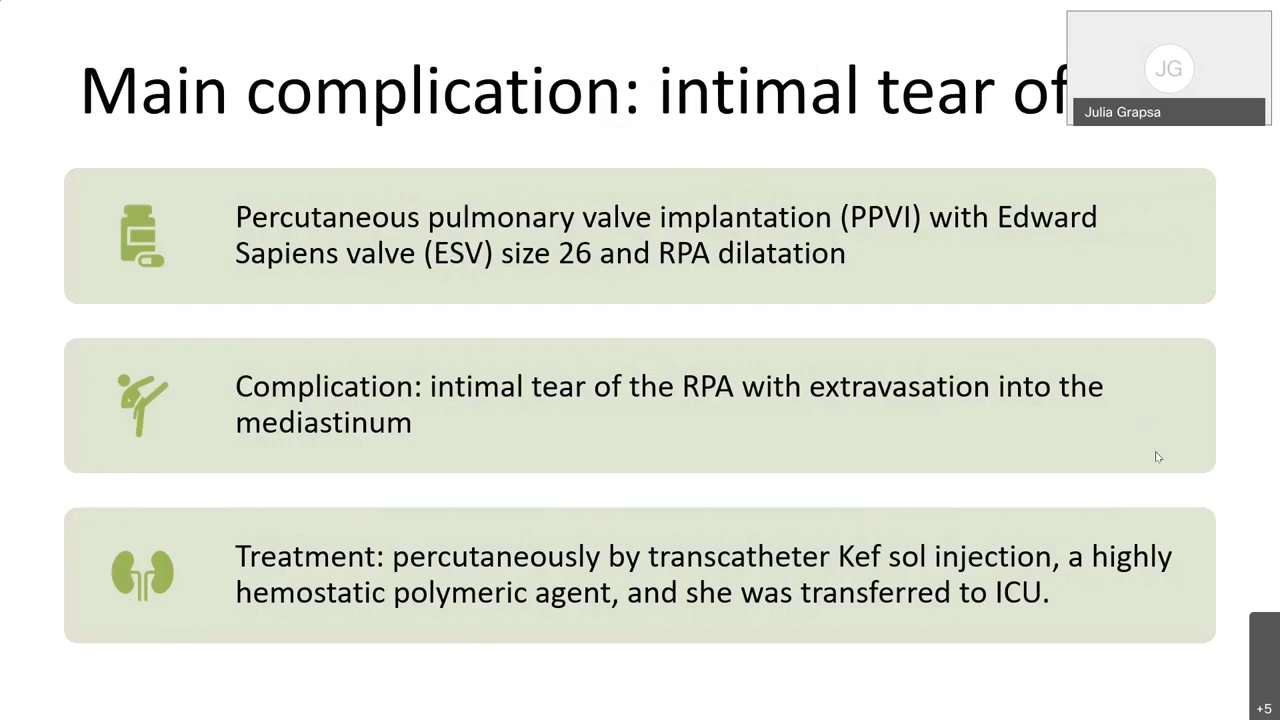 Main complication: intimal tear of
JG
Julia Grapsa
Percutaneous pulmonary valve implantation (PPVI) with Edward
Sapiens valve (ESV) size 26 and RPA dilatation
Complication: intimal tear of the RPA with extravasation into the
mediastinum
Treatment: percutaneously by transcatheter Kef sol injection, a highly
hemostatic polymeric agent, and she was transferred to ICU.
+5